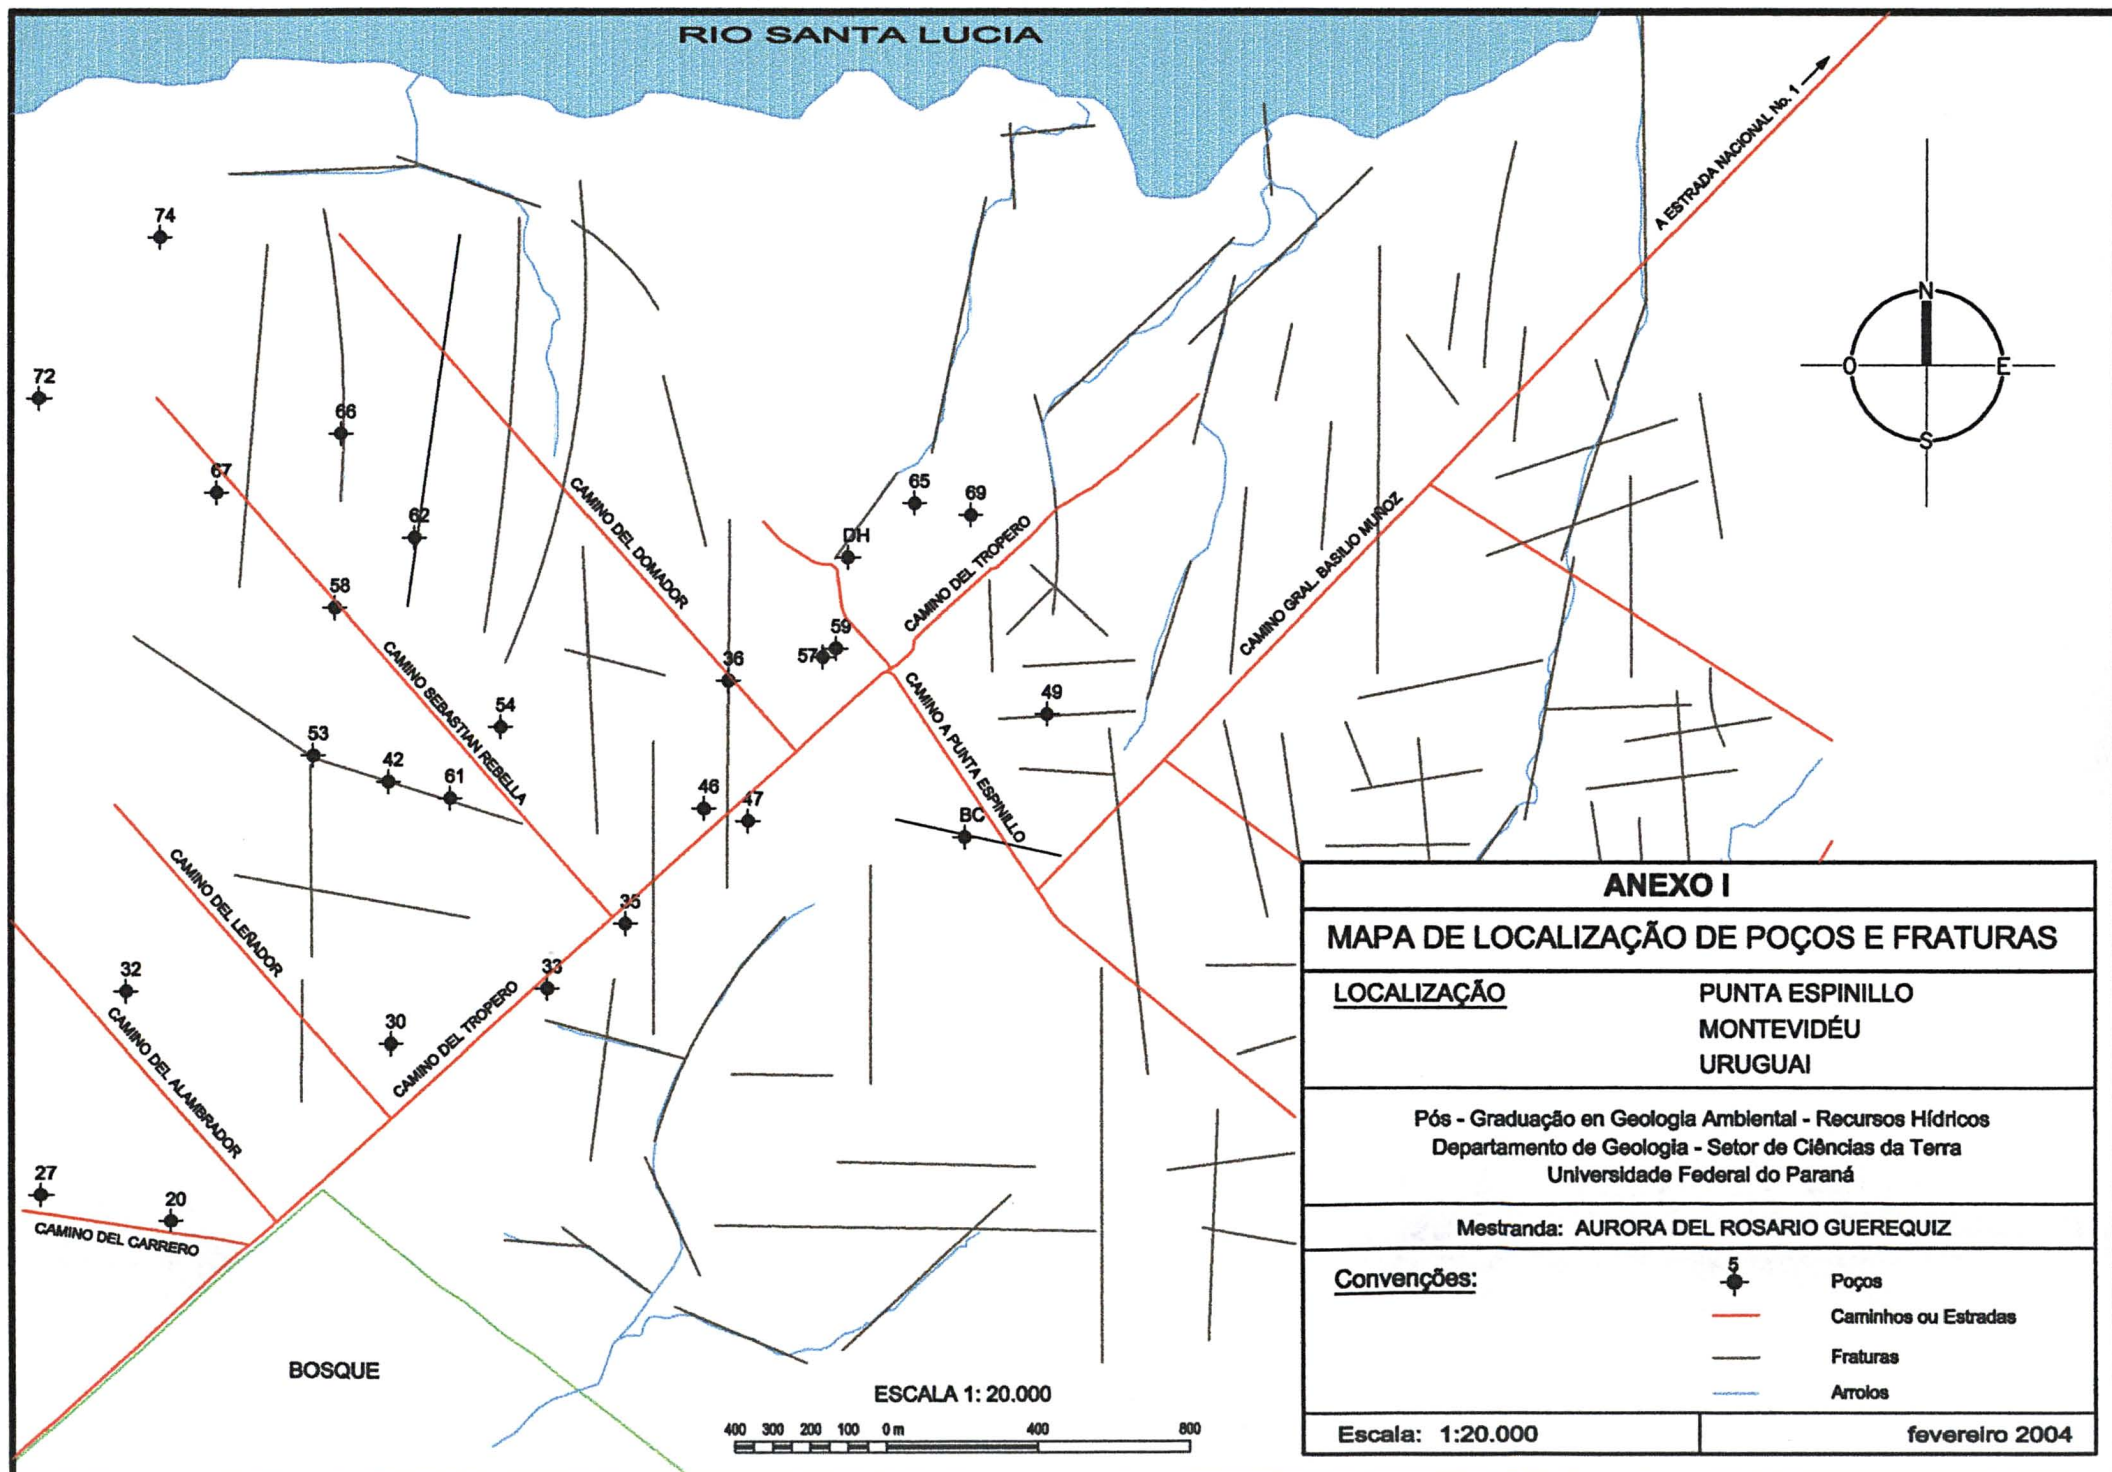 RIO SANTA LUCIA
A ESTRADA NACIONAL No. 1
74
N
72
O
E
66
S
67
65
69
62
CAMINO DEL DOMADOR
DH
CAMINO DEL TROPERO
CAMINO GRAL. BASILIO MUÑOZ
58
59
57
36
CAMINO SEBASTIAN REBELLA
54
CAMINO A PUNTA ESPINILLO
49
53
42
61
46
47
BC
CAMINO DEL LEÑADOR
35
32
33
30
CAMINO DEL TROPERO
CAMINO DEL ALAMBRADOR
27
20
CAMINO DEL CARRERO
BOSQUE
ESCALA 1: 20.000
400 300 200 100 0 m 400 800
ANEXO I
MAPA DE LOCALIZAÇÃO DE POÇOS E FRATURAS
LOCALIZAÇÃO PUNTA ESPINILLO
MONTEVIDÉU
URUGUAI
Pós - Graduação en Geologia Ambiental - Recursos Hídricos
Departamento de Geologia - Setor de Ciências da Terra
Universidade Federal do Paraná
Mestranda: AURORA DEL ROSARIO GUEREQUIZ
Convenções: 5 Poços
Caminhos ou Estradas
Fraturas
Arroios
Escala: 1:20.000 fevereiro 2004